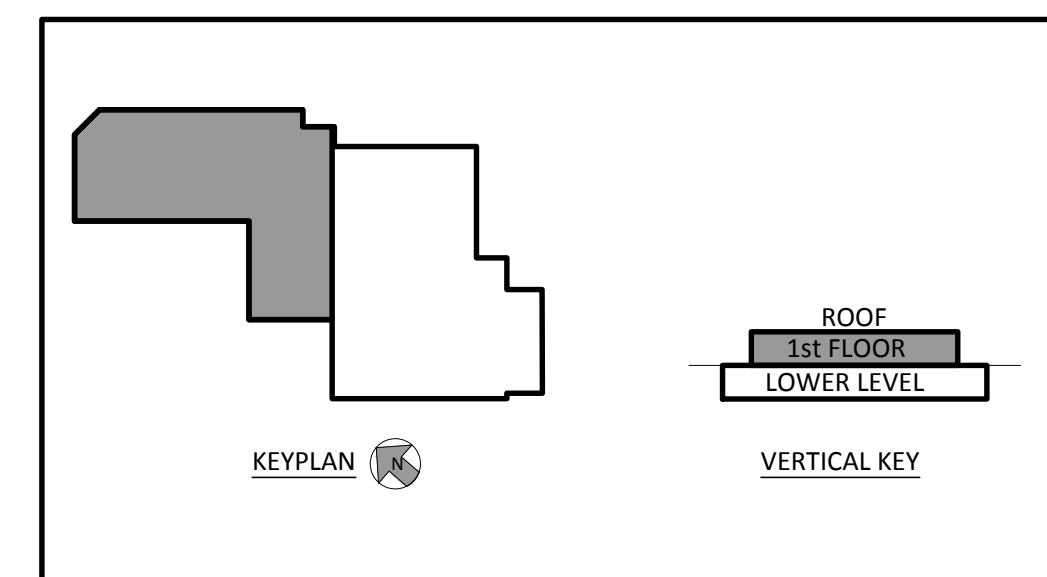 ROOF
1st FLOOR
LOWER LEVEL
KEYPLAN
N
VERTICAL KEY